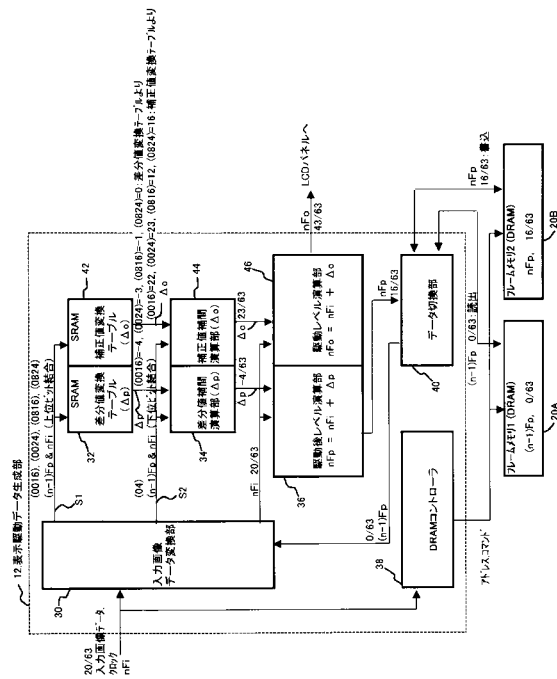 12.表示駆動データ生成部
(0016), (0024), (0816), (0824)
(n−1)Fp & nFi (上位ビット結合)
S1
32
SRAM
差分値変換
テーブル
(Δp)
42
SRAM
補正値変換
テーブル
(Δo)
Δp (0016)=−4, (0024)=−3, (0816)=−1, (0824)=0:差分値変換テーブルより
(0016)=22, (0024)=23, (0816)=12, (0824)=16:補正値変換テーブルより
Δo
(04)
(n−1)Fp & nFi (下位ビット結合)
S2
34
差分値補間
演算部(Δp)
44
補正値補間
演算部(Δo)
Δp −4/63
Δo 23/63
nFi 20/63
36
駆動後レベル演算部
nFp = nFi + Δp
46
駆動レベル演算部
nFo = nFi + Δo
nFo
43/63
LCDパネルへ
nFp
16/63
20/63
入力画像データ,
クロック
nFi
30
入力画像
データ変換部
0/63
(n−1)Fp
38
DRAMコントローラ
40
データ切換部
アドレス,コマンド
(n−1)Fp 0/63:読出
nFp
16/63:書込
フレームメモリ1 (DRAM)
(n−1)Fp, 0/63
20A
フレームメモリ2 (DRAM)
nFp, 16/63
20B